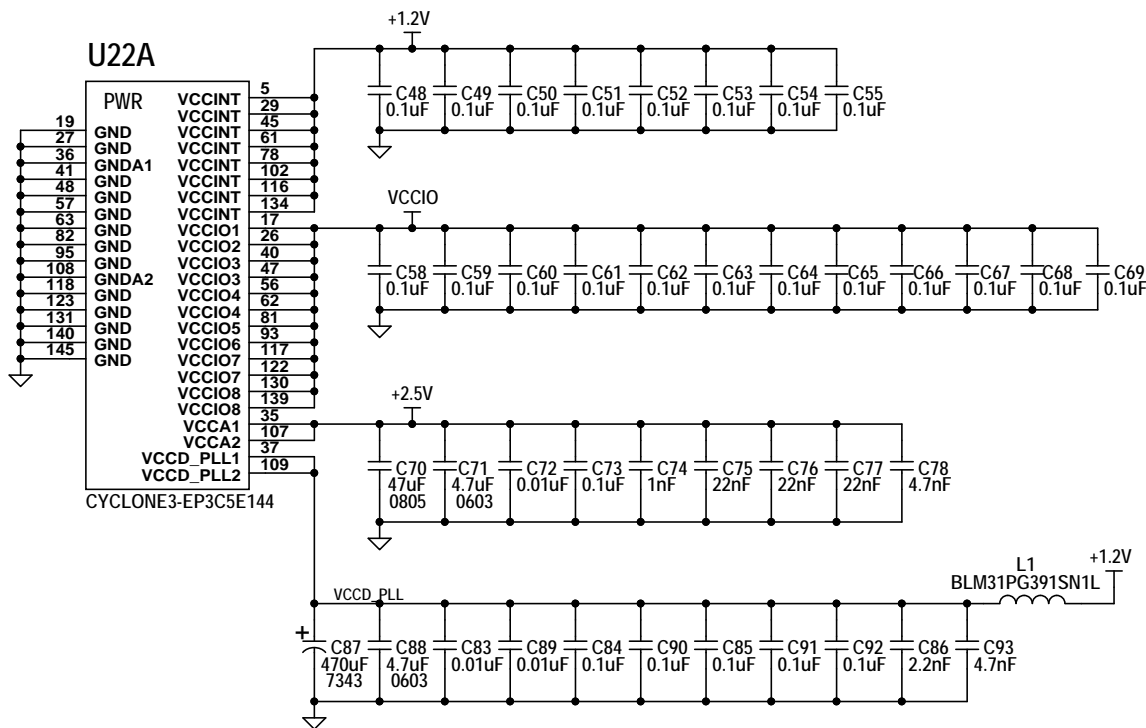 +1.2V
U22A
PWR
19 GND
27 GND
36 GNDA1
41 GND
48 GND
57 GND
63 GND
82 GND
95 GND
108 GNDA2
118 GND
123 GND
131 GND
140 GND
145 GND
VCCINT 5
VCCINT 29
VCCINT 45
VCCINT 61
VCCINT 78
VCCINT 102
VCCINT 116
VCCINT 134
VCCIO1 17
VCCIO2 26
VCCIO3 40
VCCIO3 47
VCCIO4 56
VCCIO4 62
VCCIO5 81
VCCIO6 93
VCCIO7 117
VCCIO7 122
VCCIO8 130
VCCIO8 139
VCCA1 35
VCCA2 107
VCCD_PLL1 37
VCCD_PLL2 109
CYCLONE3-EP3C5E144
C48 C49 C50 C51 C52 C53 C54 C55
0.1uF 0.1uF 0.1uF 0.1uF 0.1uF 0.1uF 0.1uF 0.1uF
VCCIO
C58 C59 C60 C61 C62 C63 C64 C65 C66 C67 C68 C69
0.1uF 0.1uF 0.1uF 0.1uF 0.1uF 0.1uF 0.1uF 0.1uF 0.1uF 0.1uF 0.1uF 0.1uF
+2.5V
C70 C71 C72 C73 C74 C75 C76 C77 C78
47uF 4.7uF 0.01uF 0.1uF 1nF 22nF 22nF 22nF 4.7nF
0805 0603
L1 +1.2V
BLM31PG391SN1L
VCCD_PLL
+
C87 C88 C83 C89 C84 C90 C85 C91 C92 C86 C93
470uF 4.7uF 0.01uF 0.01uF 0.1uF 0.1uF 0.1uF 0.1uF 0.1uF 2.2nF 4.7nF
7343 0603